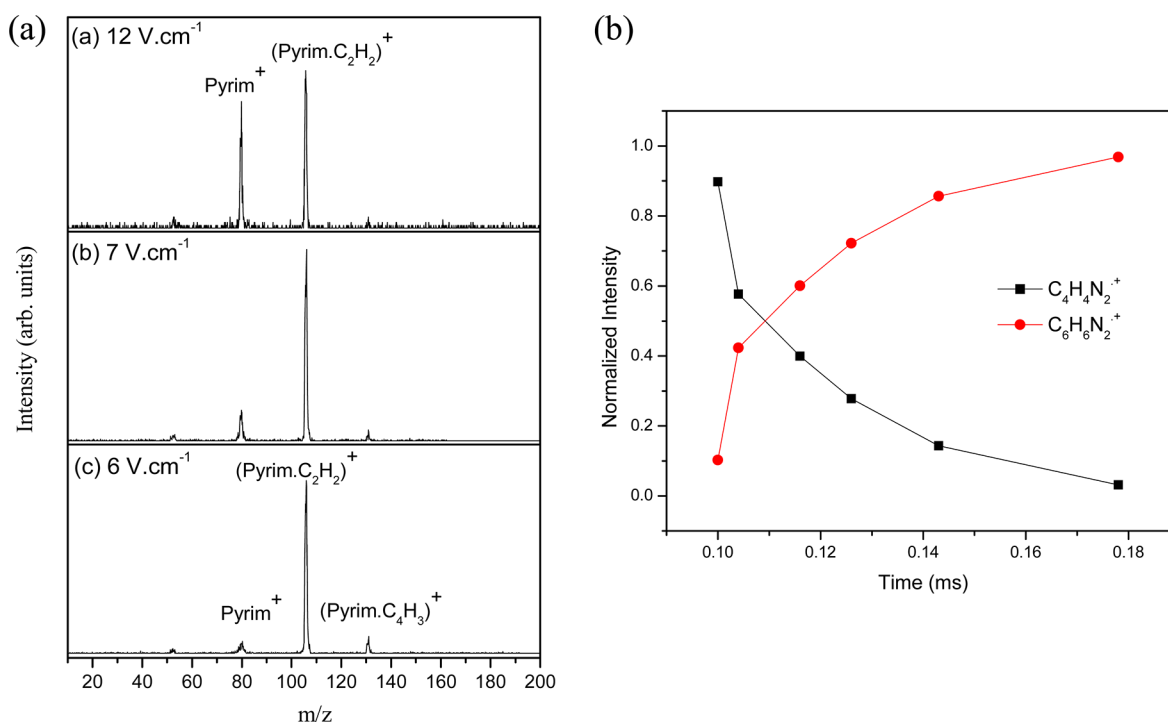 (a)
(a) 12 V.cm⁻¹
Pyrim⁺
(Pyrim.C₂H₂)⁺
(b) 7 V.cm⁻¹
(c) 6 V.cm⁻¹
(Pyrim.C₂H₂)⁺
Pyrim⁺
(Pyrim.C₄H₃)⁺
Intensity (arb. units)
20 40 60 80 100 120 140 160 180 200
m/z
(b)
1.0
0.8
0.6
0.4
0.2
0.0
Normalized Intensity
C₄H₄N₂·⁺
C₆H₆N₂·⁺
0.10 0.12 0.14 0.16 0.18
Time (ms)